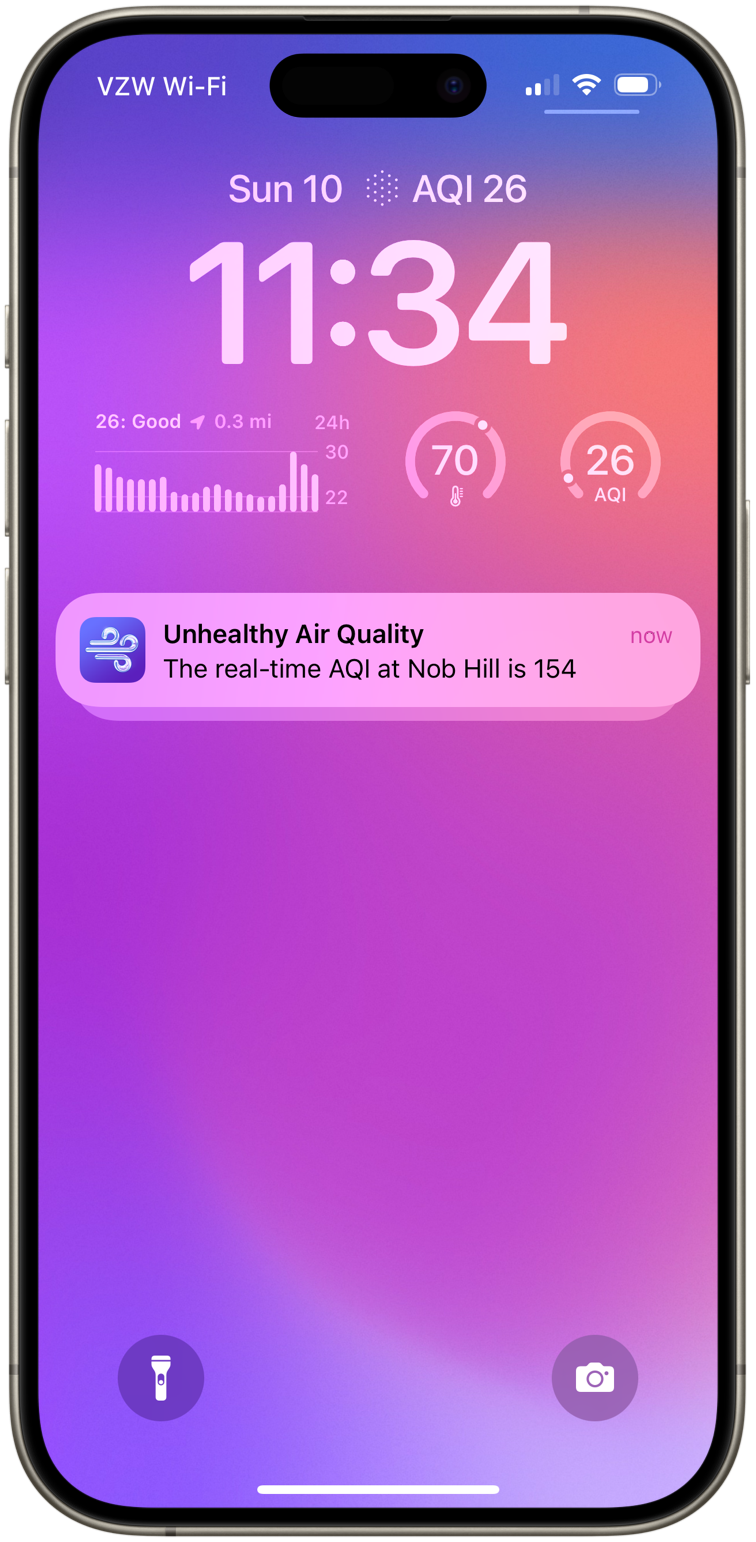 VZW Wi-Fi
Sun 10 AQI 26
11:34
26: Good 0.3 mi 24h
30
22
70
26
AQI
Unhealthy Air Quality now
The real-time AQI at Nob Hill is 154